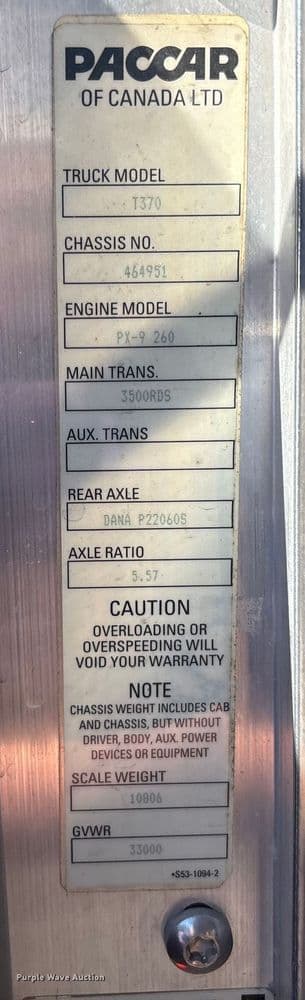 PACCAR
OF CANADA LTD
TRUCK MODEL
T370
CHASSIS NO.
464951
ENGINE MODEL
PX-9 260
MAIN TRANS.
3500RDS
AUX. TRANS
REAR AXLE
DANA P22060S
AXLE RATIO
5.57
CAUTION
OVERLOADING OR
OVERSPEEDING WILL
VOID YOUR WARRANTY
NOTE
CHASSIS WEIGHT INCLUDES CAB
AND CHASSIS, BUT WITHOUT
DRIVER, BODY, AUX. POWER
DEVICES OR EQUIPMENT
SCALE WEIGHT
10806
GVWR
33000
•S53-1094-2
Purple Wave Auction